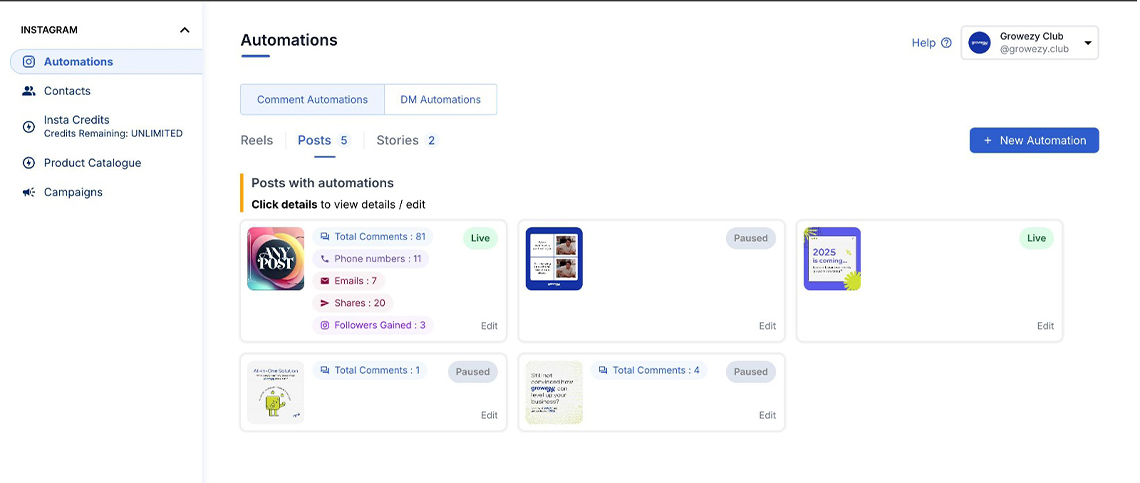 INSTAGRAM
Automations
Contacts
Insta Credits
Credits Remaining: UNLIMITED
Product Catalogue
Campaigns
Automations
Help
growezy
Growezy Club
@growezy.club
Comment Automations
DM Automations
Reels
Posts 5
Stories 2
+ New Automation
Posts with automations
Click details to view details / edit
ANY
POST
Total Comments : 81
Phone numbers : 11
Emails : 7
Shares : 20
Followers Gained : 3
Live
Edit
Paused
Edit
2025
is coming...
Live
Edit
All-in-One Solution
Total Comments : 1
Paused
Edit
Still not
convinced how
growezy can
level up your
business?
Total Comments : 4
Paused
Edit